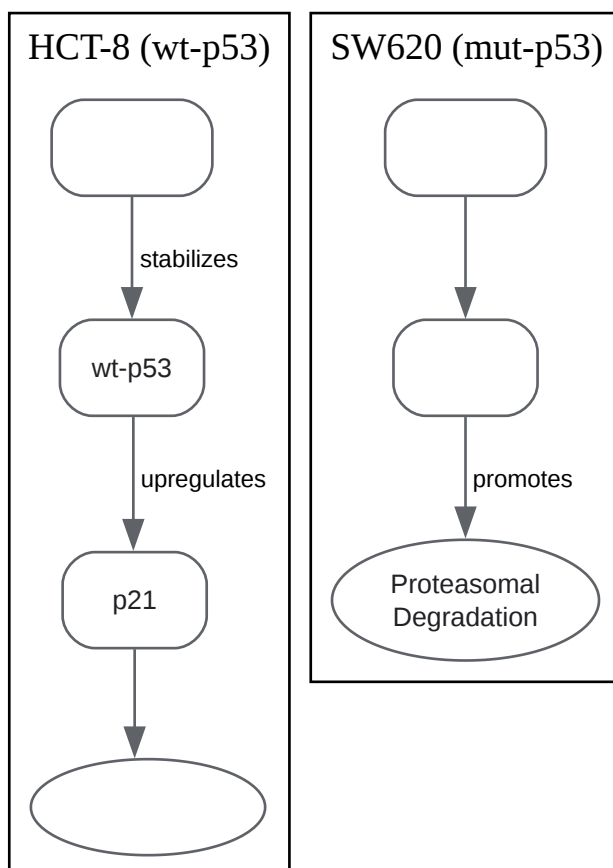 HCT-8 (wt-p53)
stabilizes
wt-p53
upregulates
p21
SW620 (mut-p53)
promotes
Proteasomal
Degradation